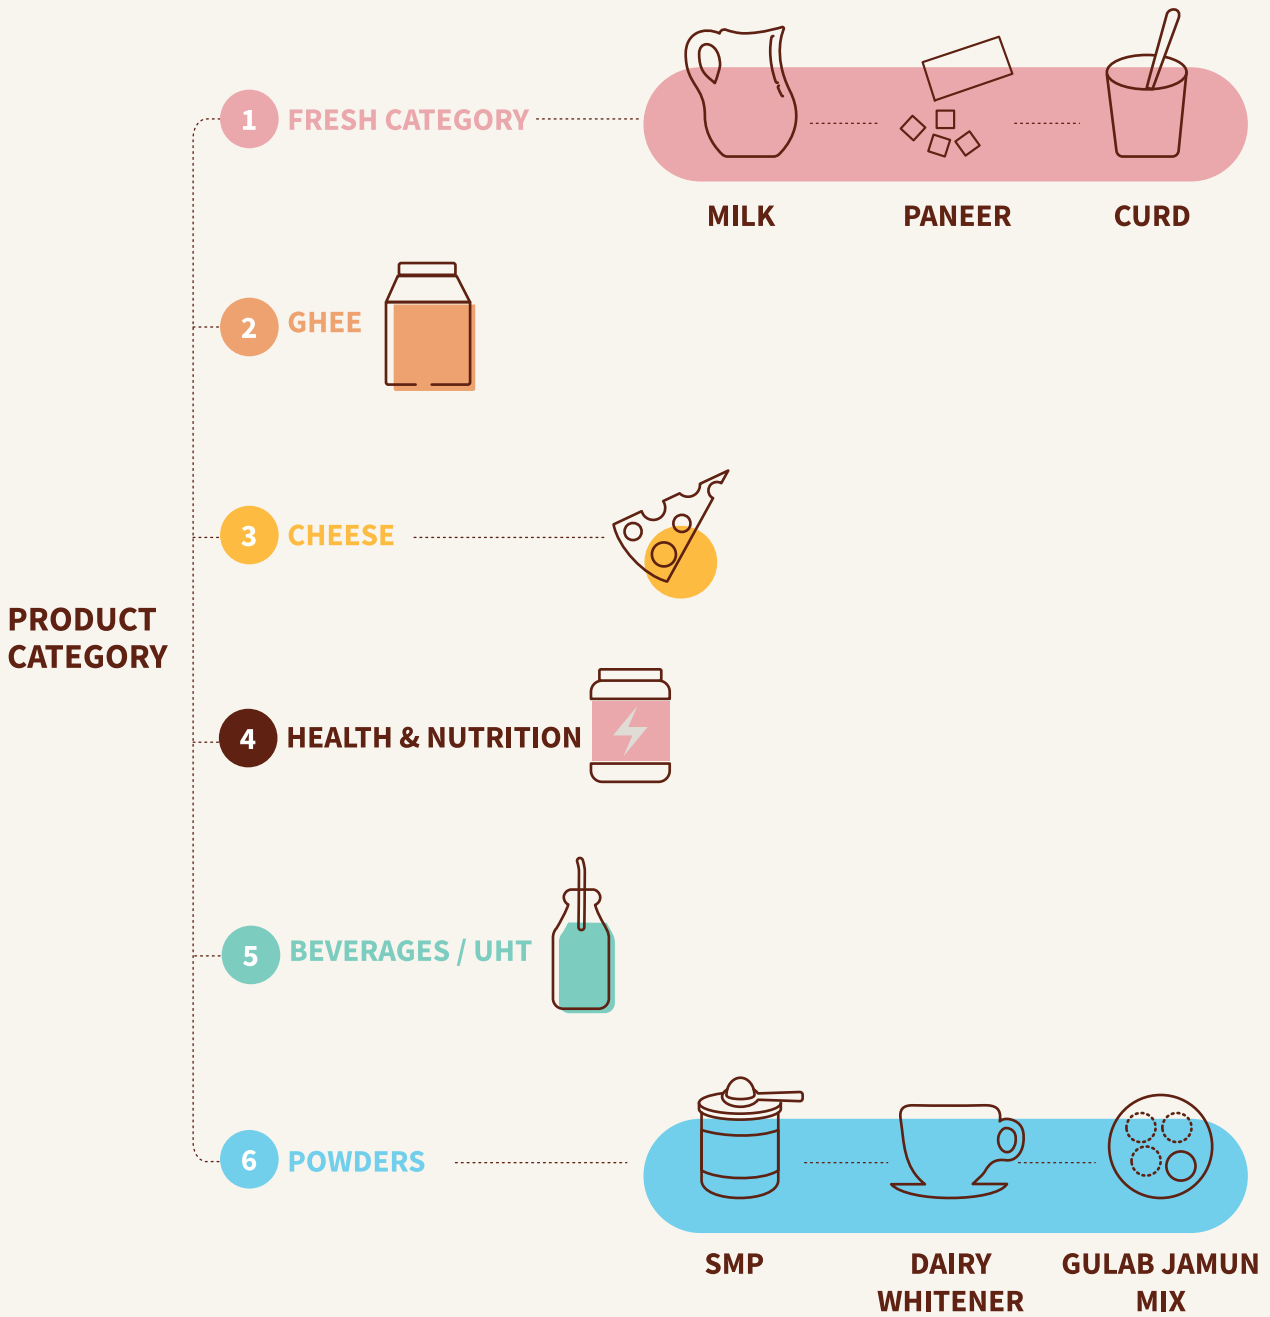 PRODUCT
CATEGORY
1 FRESH CATEGORY
MILK PANEER CURD
2 GHEE
3 CHEESE
4 HEALTH & NUTRITION
5 BEVERAGES / UHT
6 POWDERS
SMP
DAIRY
WHITENER
GULAB JAMUN
MIX